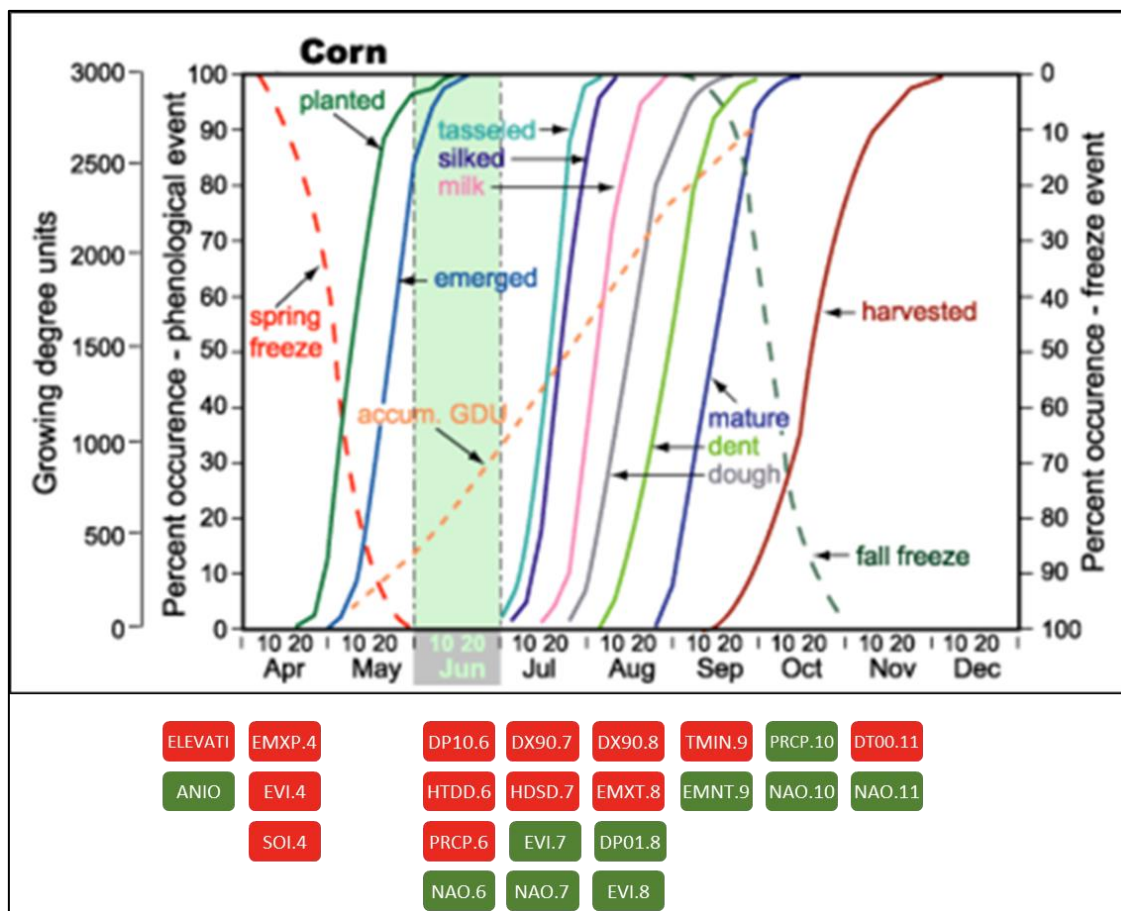 Corn
3000
2500
2000
1500
1000
500
0
Growing degree units
100
90
80
70
60
50
40
30
20
10
0
Percent occurence - phenological event
planted
spring
freeze
emerged
accum. GDU
tasseled
silked
milk
mature
dent
dough
harvested
fall freeze
0
10
20
30
40
50
60
70
80
90
100
Percent occurence - freeze event
10 20 10 20 10 20 10 20 10 20 10 20 10 20 10 20 10 20
Apr May Jun Jul Aug Sep Oct Nov Dec
ELEVATI EMXP.4 DP10.6 DX90.7 DX90.8 TMIN.9 PRCP.10 DT00.11
ANIO EVI.4 HTDD.6 HDSD.7 EMXT.8 EMNT.9 NAO.10 NAO.11
SOI.4 PRCP.6 EVI.7 DP01.8
NAO.6 NAO.7 EVI.8